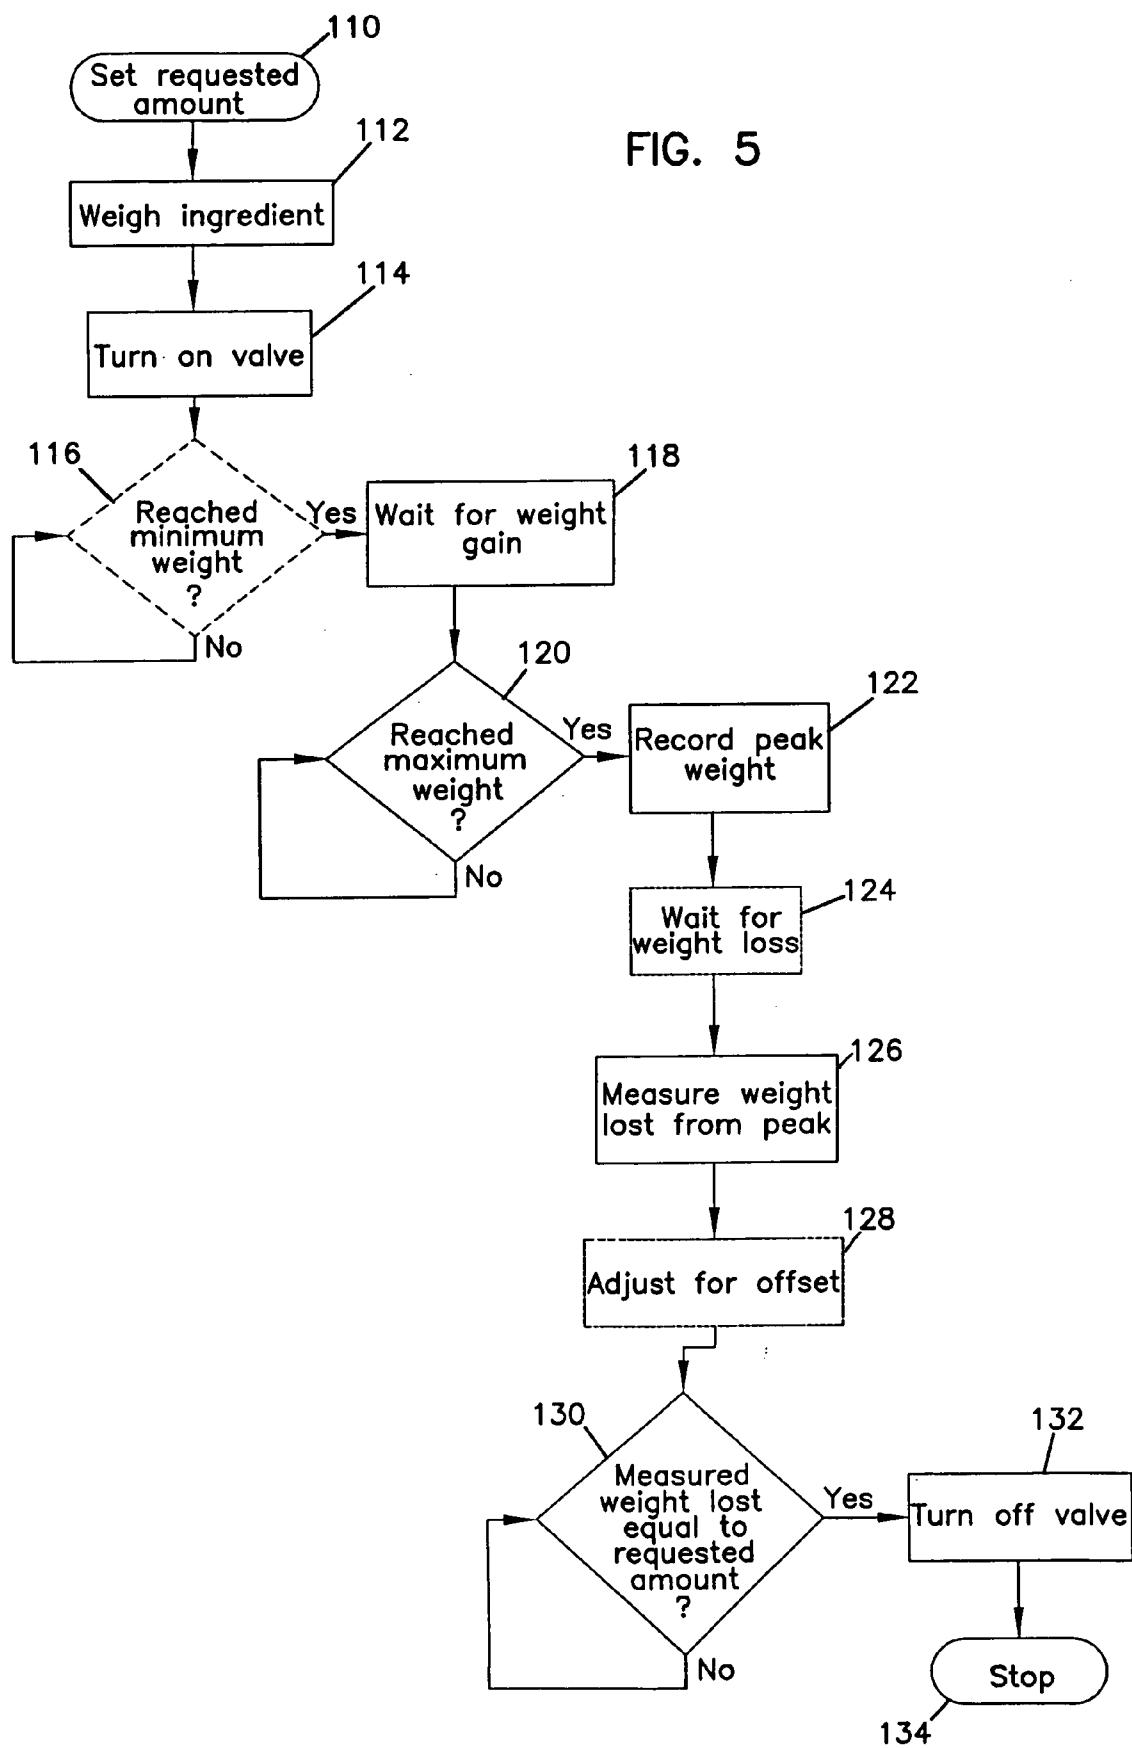 110
Set requested
amount
112
FIG. 5
Weigh ingredient
114
Turn on valve
116
Reached
minimum
weight
?
Yes
No
118
Wait for weight
gain
120
Reached
maximum
weight
?
Yes
No
122
Record peak
weight
124
Wait for
weight loss
126
Measure weight
lost from peak
128
Adjust for offset
130
Measured
weight lost
equal to
requested
amount
?
Yes
No
132
Turn off valve
Stop
134